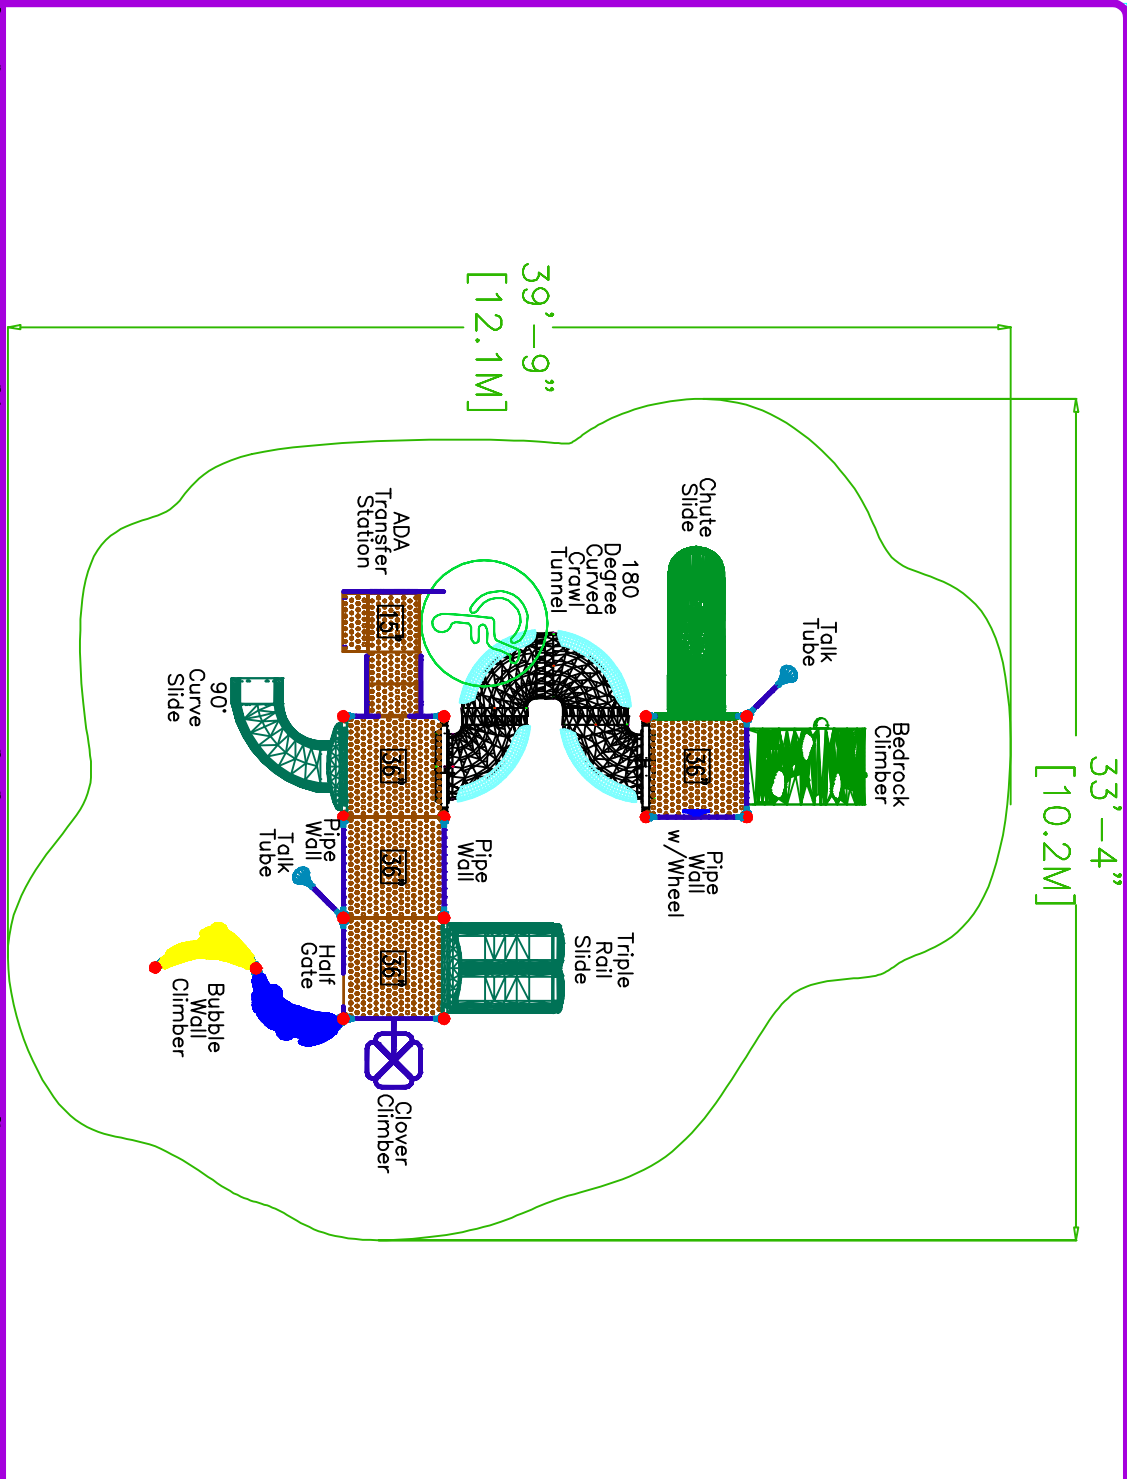 39'-9"
[12.1M]
33'-4"
[10.2M]
Chute
Slide
180
Degree
Curved
Crawl
Tunnel
ADA
Transfer
Station
15"
90°
Curve
Slide
Talk
Tube
Bedrock
Climber
36"
Pipe
Wall
w/Wheel
36"
36"
36"
Pipe
Wall
Pipe
Wall
Talk
Tube
Half
Gate
Triple
Rail
Slide
Bubble
Wall
Climber
Clover
Climber